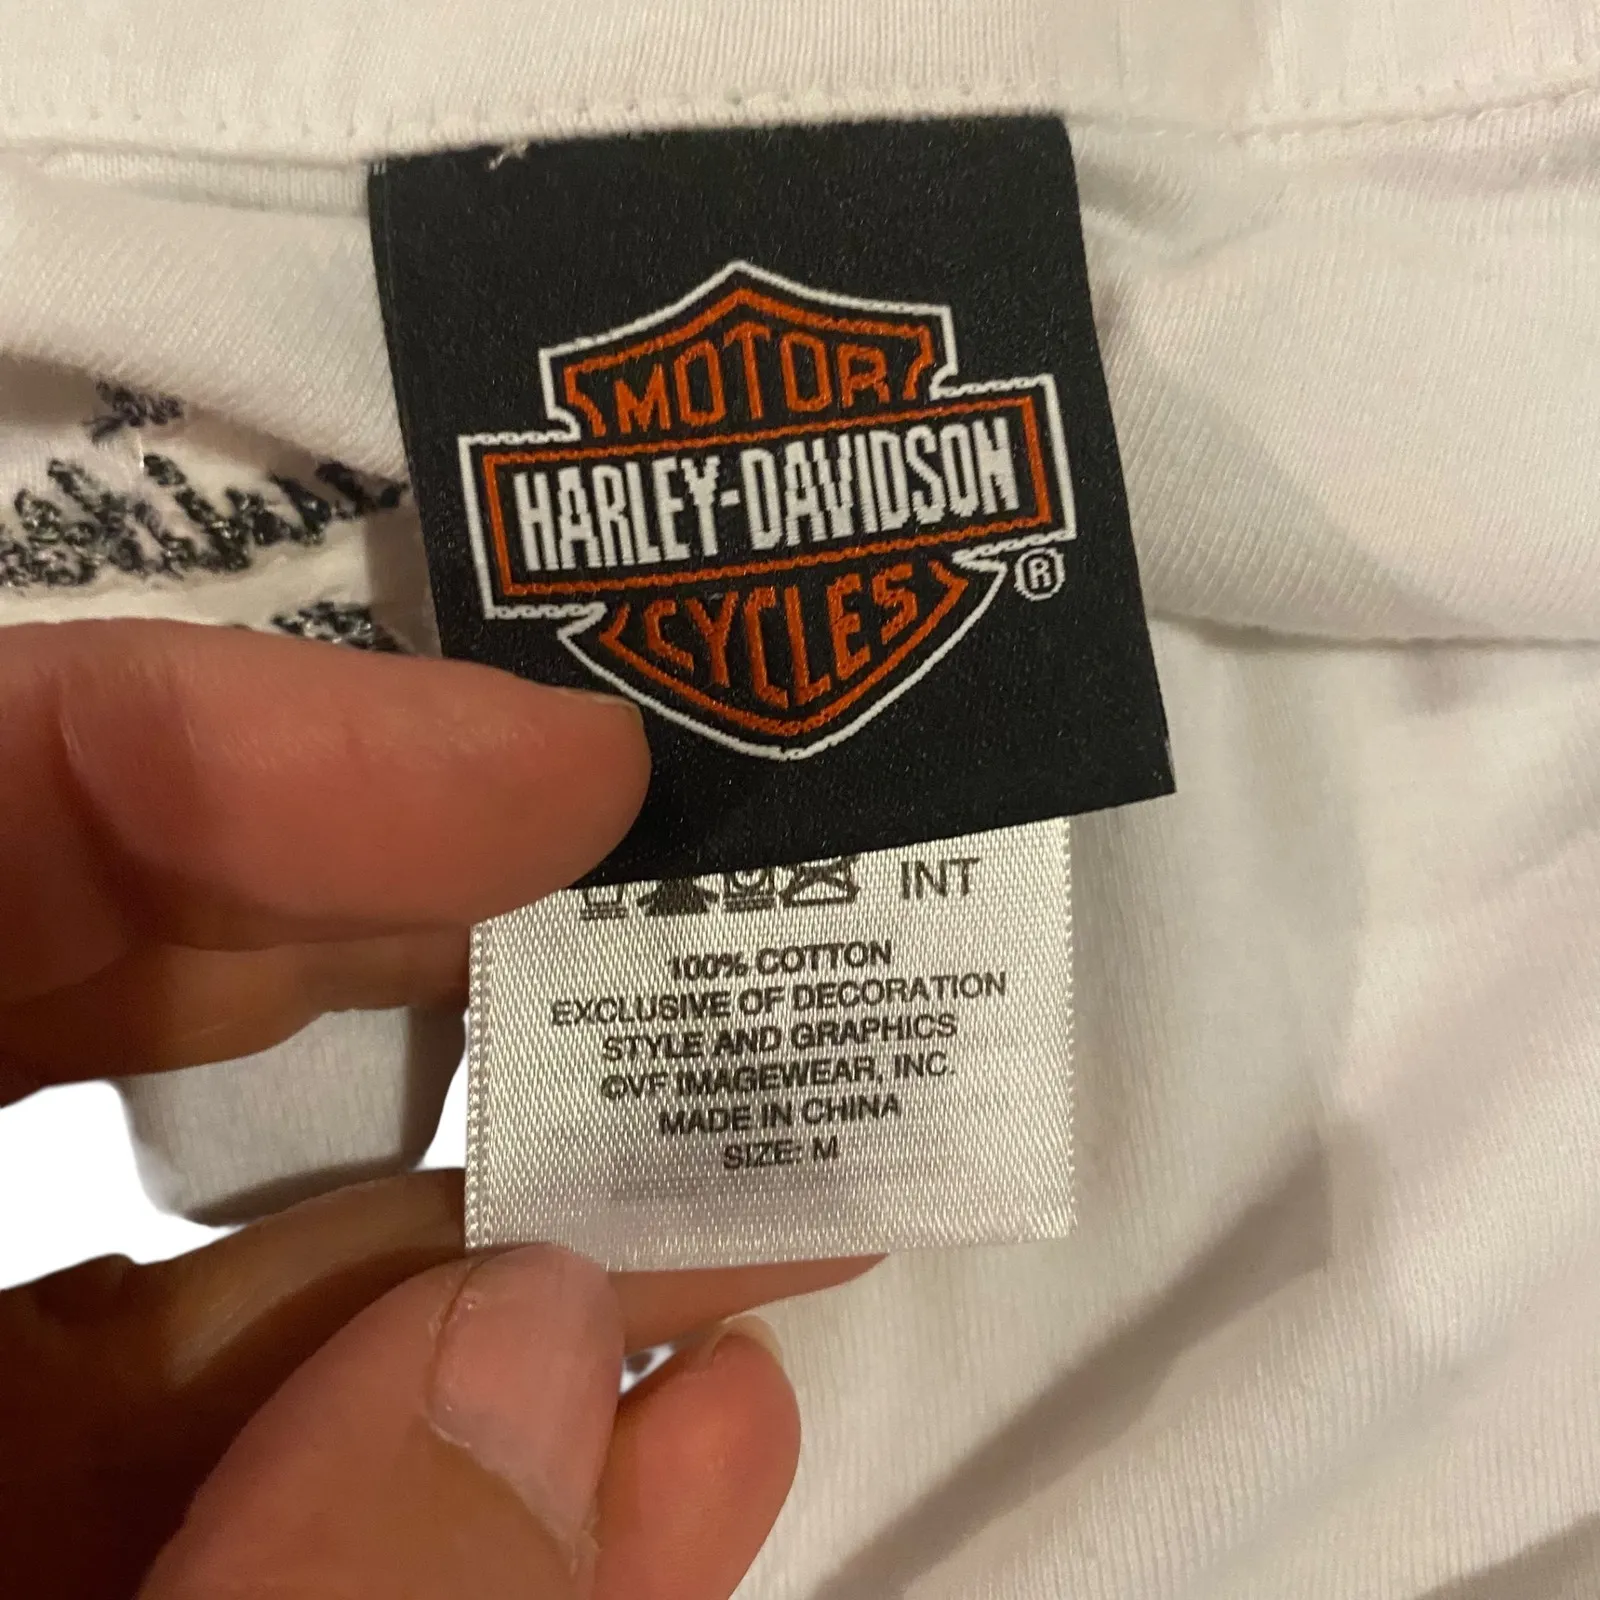 MOTOR
HARLEY-DAVIDSON
CYCLES
®
INT
100% COTTON
EXCLUSIVE OF DECORATION
STYLE AND GRAPHICS
©VF IMAGEWEAR, INC.
MADE IN CHINA
SIZE: M